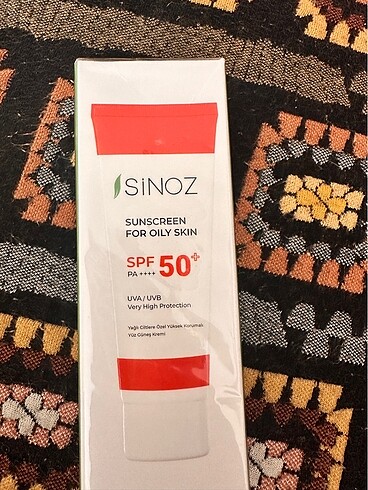 SiNOZ
SUNSCREEN
FOR OILY SKIN
SPF 50+
PA ++++
UVA / UVB
Very High Protection
Yağlı Ciltlere Özel Yüksek Korumalı
Yüz Güneş Kremi